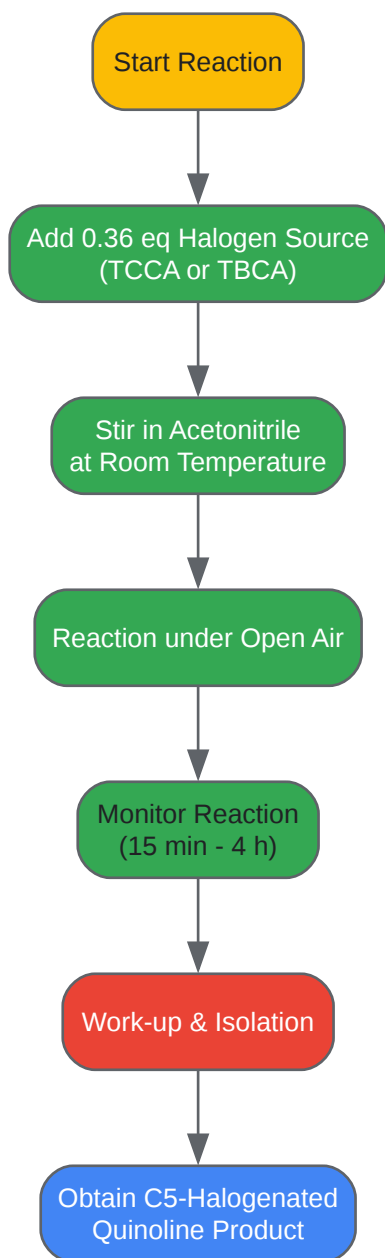 Start Reaction
Add 0.36 eq Halogen Source
(TCCA or TBCA)
Stir in Acetonitrile
at Room Temperature
Reaction under Open Air
Monitor Reaction
(15 min - 4 h)
Work-up & Isolation
Obtain C5-Halogenated
Quinoline Product